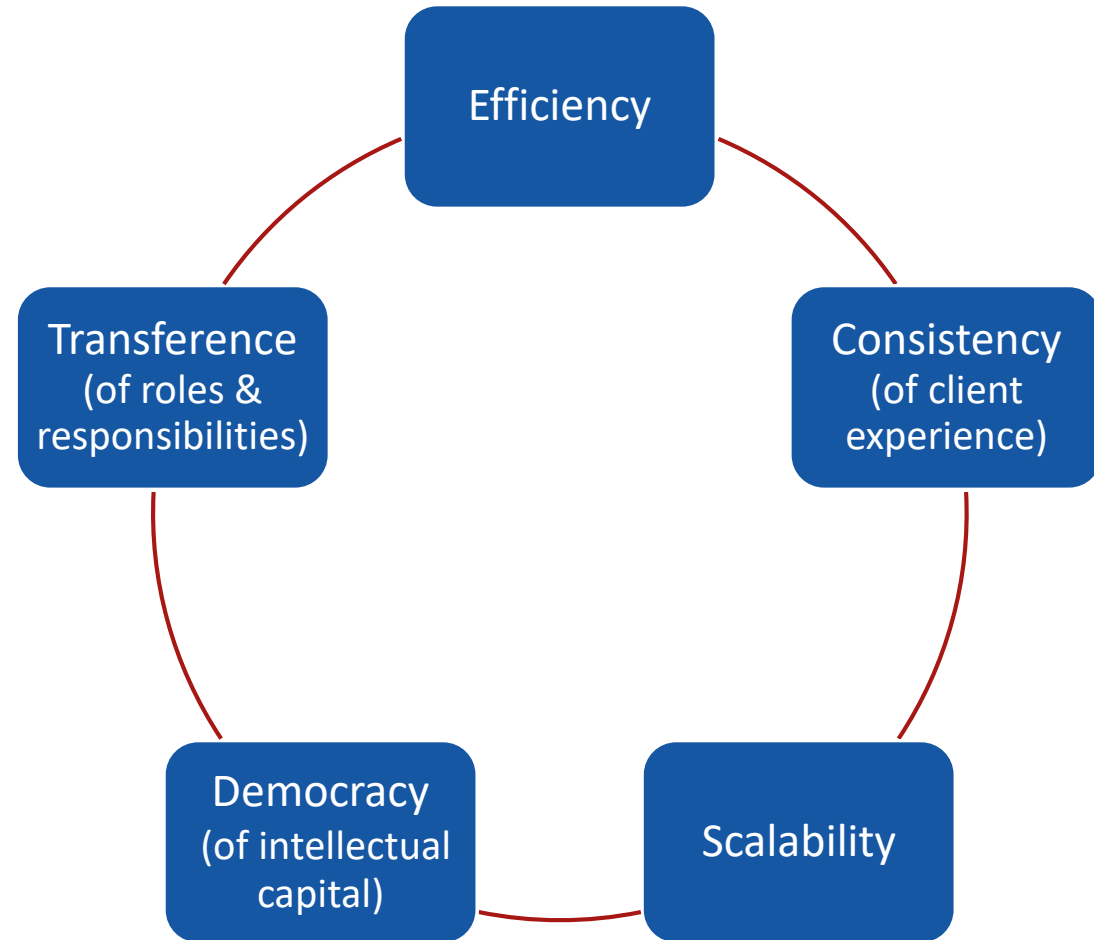 Efficiency
Consistency
(of client
experience)
Scalability
Democracy
(of intellectual
capital)
Transference
(of roles &
responsibilities)